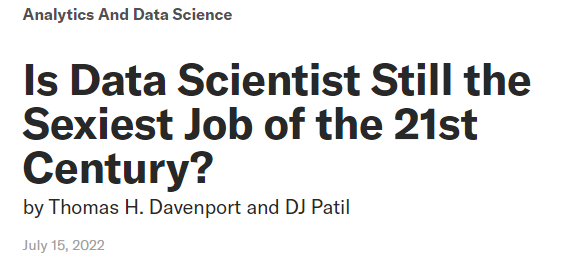 Analytics And Data Science
Is Data Scientist Still the
Sexiest Job of the 21st
Century?
by Thomas H. Davenport and DJ Patil
July 15, 2022